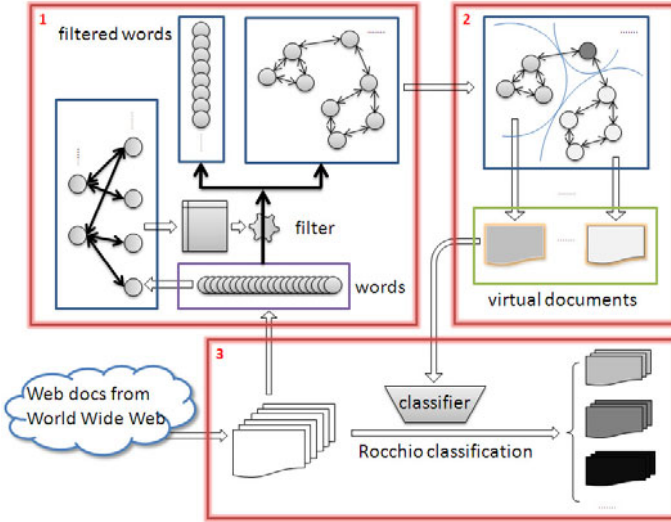 1
filtered words
.......
2
.......
......
......
......
......
filter
......
words
......
virtual documents
3
Web docs from
World Wide Web
classifier
Rocchio classification
.......